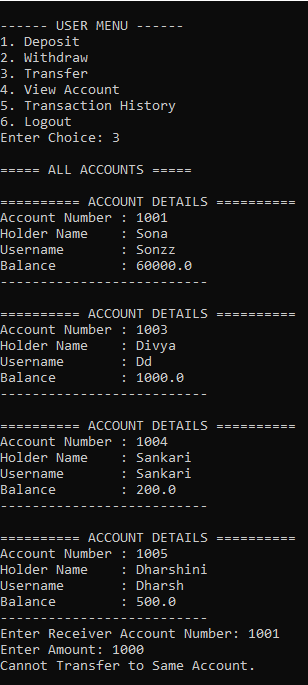 ------ USER MENU ------
1. Deposit
2. Withdraw
3. Transfer
4. View Account
5. Transaction History
6. Logout
Enter Choice: 3
===== ALL ACCOUNTS =====
========== ACCOUNT DETAILS ==========
Account Number : 1001
Holder Name    : Sona
Username       : Sonzz
Balance        : 60000.0
--------------------------
========== ACCOUNT DETAILS ==========
Account Number : 1003
Holder Name    : Divya
Username       : Dd
Balance        : 1000.0
--------------------------
========== ACCOUNT DETAILS ==========
Account Number : 1004
Holder Name    : Sankari
Username       : Sankari
Balance        : 200.0
--------------------------
========== ACCOUNT DETAILS ==========
Account Number : 1005
Holder Name    : Dharshini
Username       : Dharsh
Balance        : 500.0
--------------------------
Enter Receiver Account Number: 1001
Enter Amount: 1000
Cannot Transfer to Same Account.